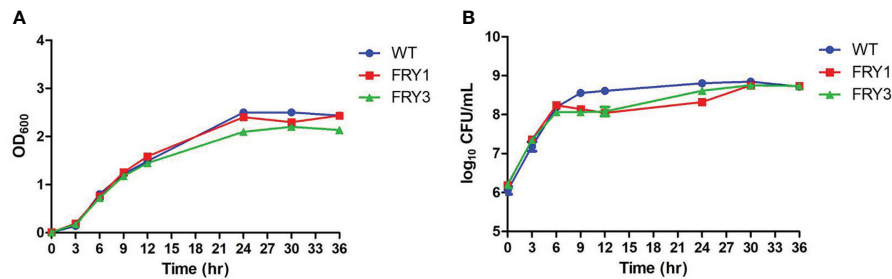 A
OD600
4
3
2
1
0
0 3 6 9 12 15 18 21 24 27 30 33 36
Time (hr)
WT
FRY1
FRY3
B
log10 CFU/mL
10
9
8
7
6
5
0 3 6 9 12 15 18 21 24 27 30 33 36
Time (hr)
WT
FRY1
FRY3